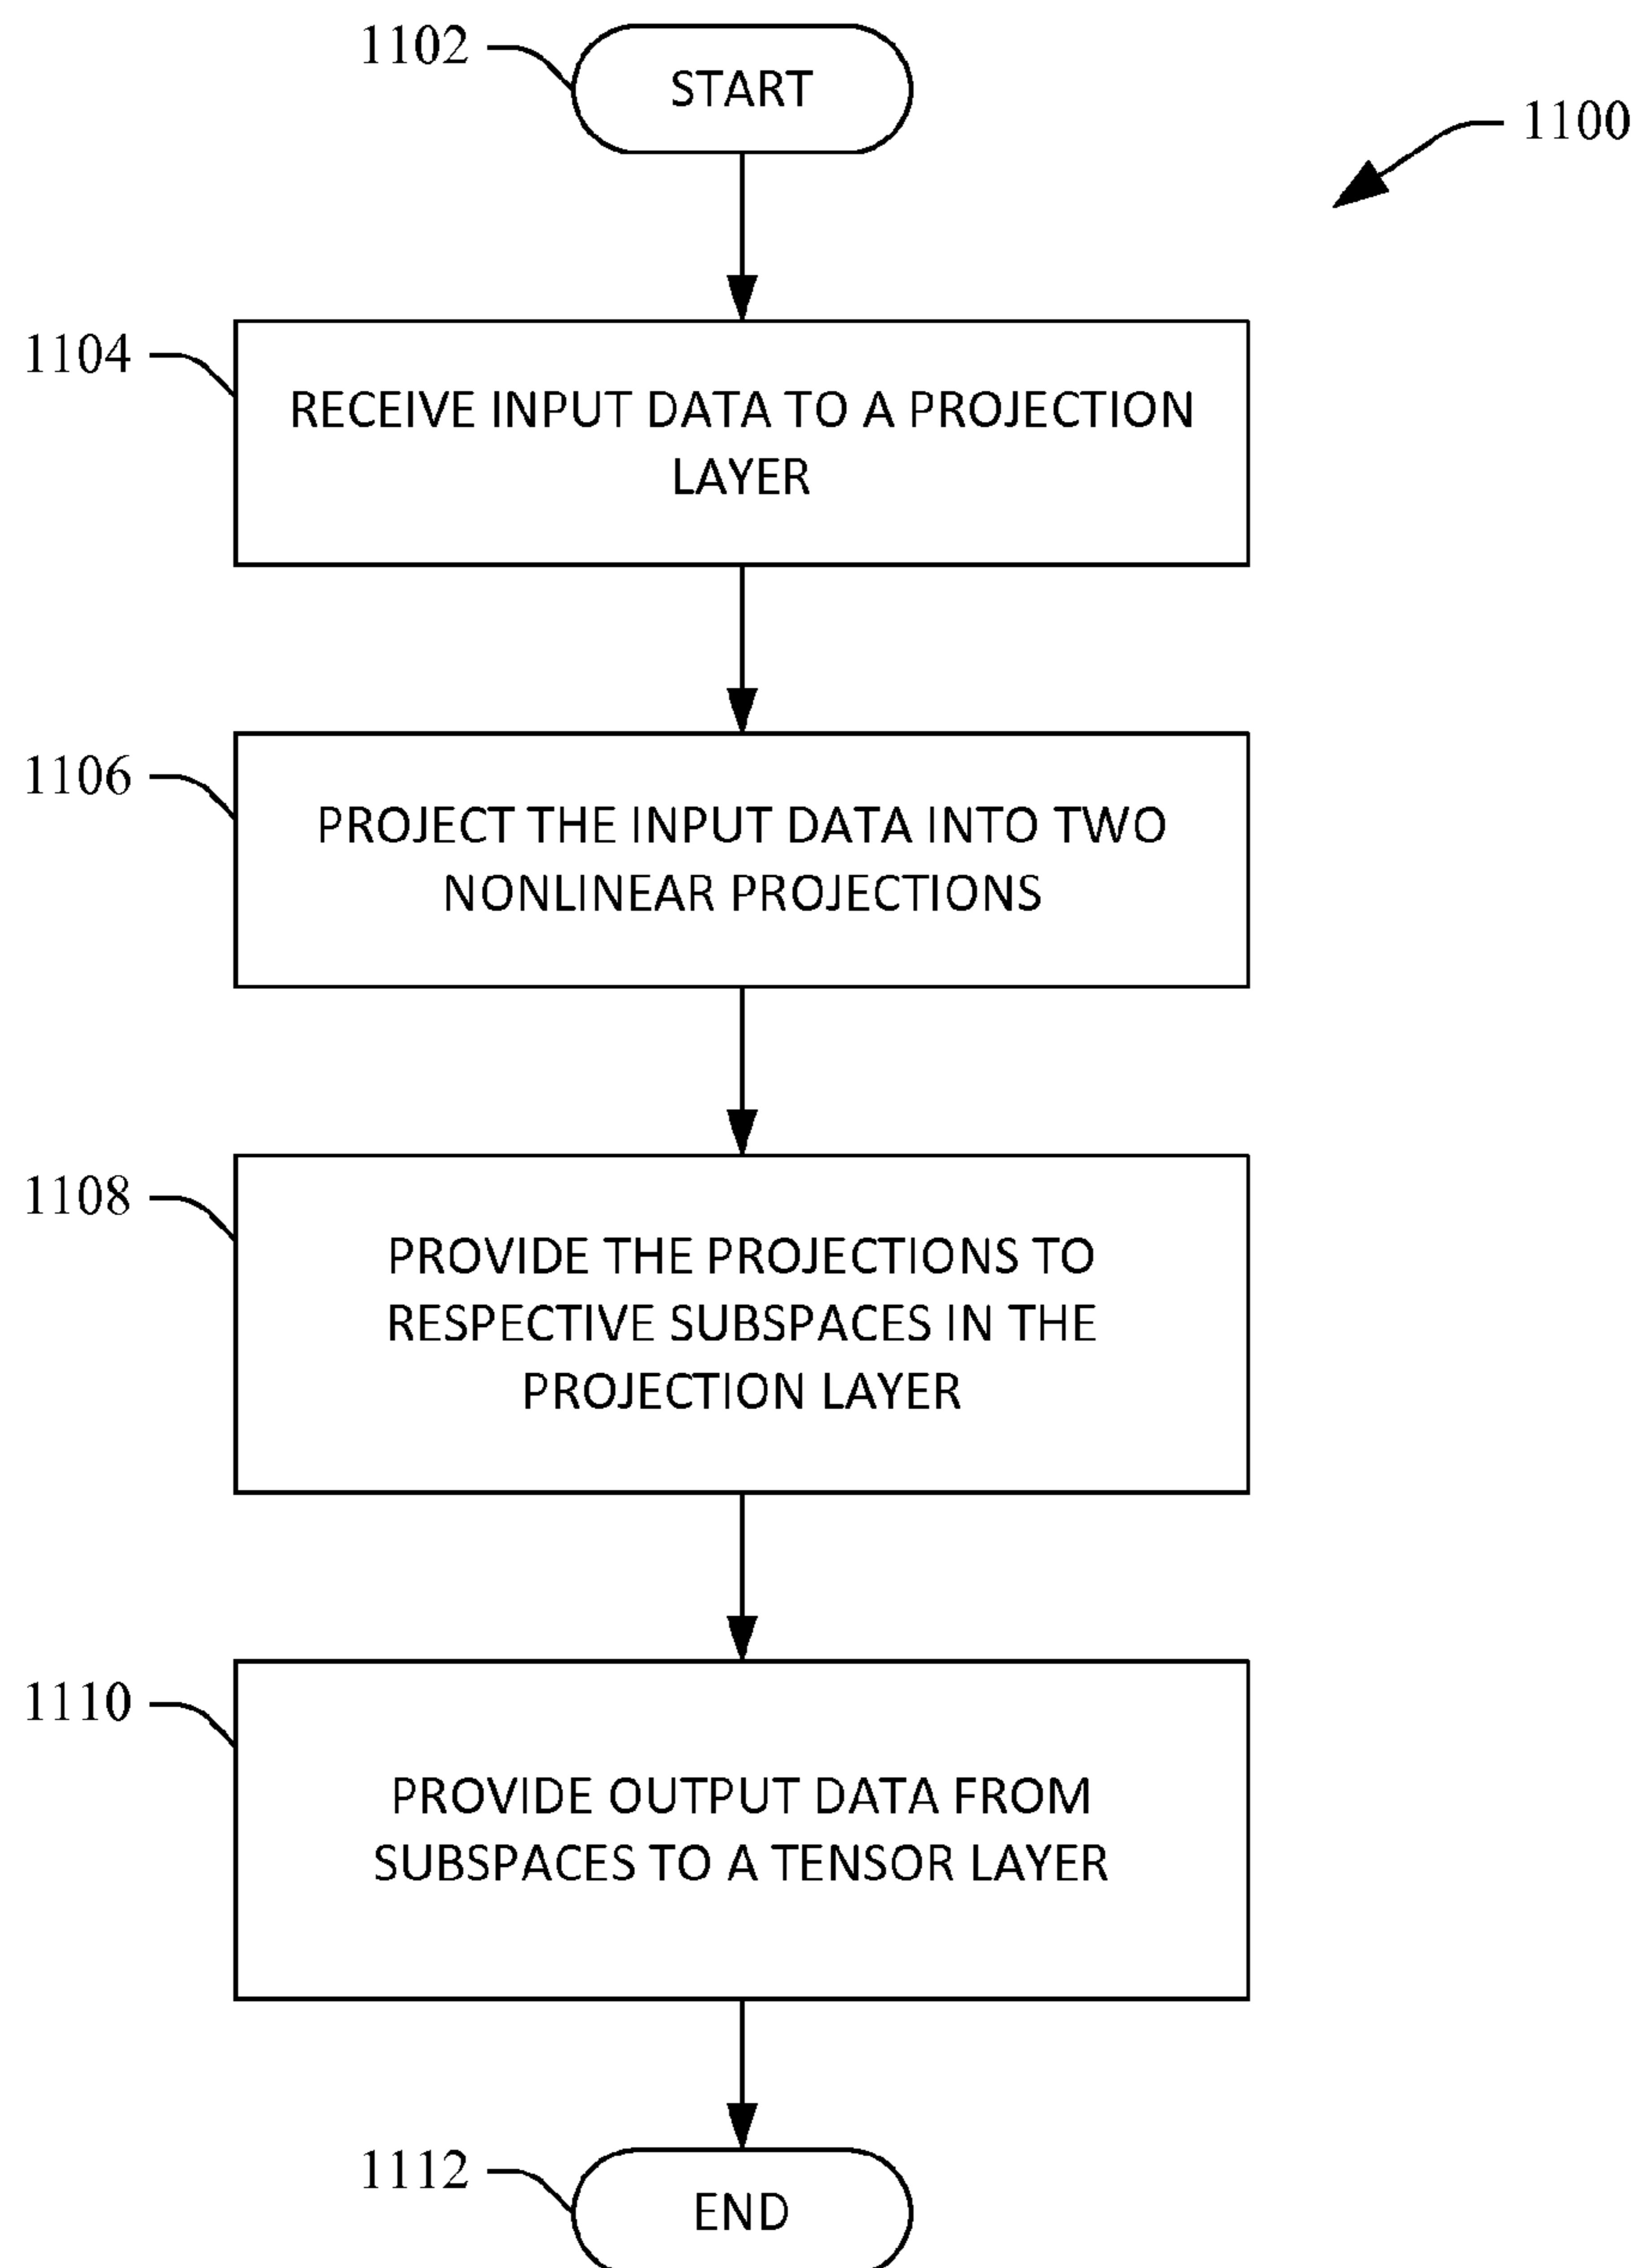 1102
START
1100
1104
RECEIVE INPUT DATA TO A PROJECTION
LAYER
1106
PROJECT THE INPUT DATA INTO TWO
NONLINEAR PROJECTIONS
1108
PROVIDE THE PROJECTIONS TO
RESPECTIVE SUBSPACES IN THE
PROJECTION LAYER
1110
PROVIDE OUTPUT DATA FROM
SUBSPACES TO A TENSOR LAYER
1112
END